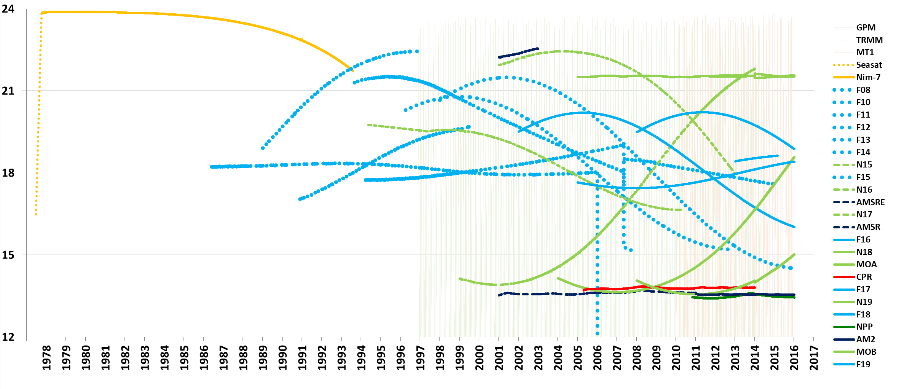 24
21
18
15
12
1978
1979
1980
1981
1982
1983
1984
1985
1986
1987
1988
1989
1990
1991
1992
1993
1994
1995
1996
1997
1998
1999
2000
2001
2002
2003
2004
2005
2006
2007
2008
2009
2010
2011
2012
2013
2014
2015
2016
2017
GPM
TRMM
MT1
Seasat
Nim-7
F08
F10
F11
F12
F13
F14
N15
F15
N16
AMSRE
N17
AMSR
F16
N18
MOA
CPR
F17
N19
F18
NPP
AM2
MOB
F19